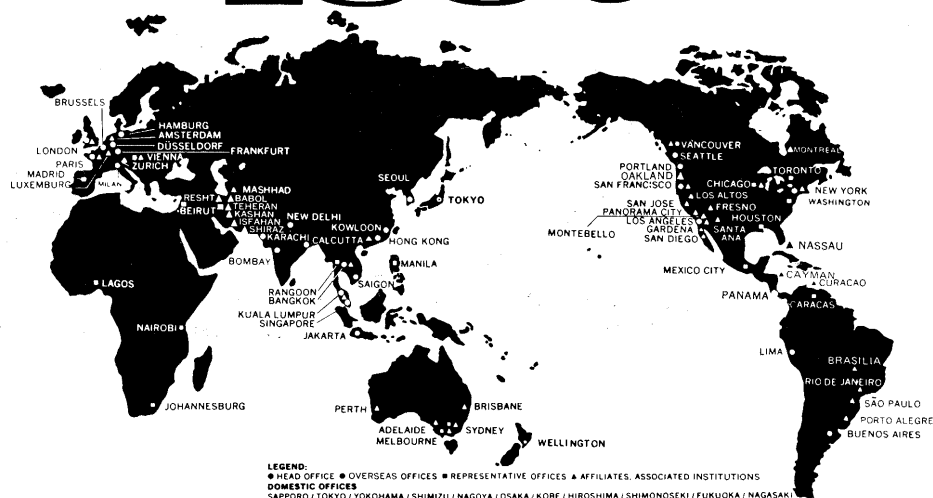 BRUSSELS
HAMBURG
AMSTERDAM
DÜSSELDORF
LONDON
VIENNA
FRANKFURT
PARIS
ZURICH
MADRID
LUXEMBURG
MILAN
SEOUL
TOKYO
MASHHAD
RESHT
BABOL
TEHERAN
BEIRUT
KASHAN
ISFAHAN
SHIRAZ
NEW DELHI
KARACHI
KOWLOON
CALCUTTA
HONG KONG
BOMBAY
MANILA
LAGOS
SAIGON
RANGOON
BANGKOK
KUALA LUMPUR
SINGAPORE
NAIROBI
JAKARTA
JOHANNESBURG
PERTH
BRISBANE
ADELAIDE
SYDNEY
MELBOURNE
WELLINGTON
VANCOUVER
SEATTLE
MONTREAL
PORTLAND
TORONTO
OAKLAND
SAN FRANCISCO
CHICAGO
NEW YORK
LOS ALTOS
WASHINGTON
SAN JOSE
FRESNO
PANORAMA CITY
HOUSTON
LOS ANGELES
MONTEBELLO
GARDENA
SANTA
ANA
SAN DIEGO
NASSAU
MEXICO CITY
CAYMAN
CURACAO
PANAMA
CARACAS
LIMA
BRASILIA
RIO DE JANEIRO
SÃO PAULO
PORTO ALEGRE
BUENOS AIRES
LEGEND:
● HEAD OFFICE ● OVERSEAS OFFICES ■ REPRESENTATIVE OFFICES ▲ AFFILIATES, ASSOCIATED INSTITUTIONS
DOMESTIC OFFICES
SAPPORO / TOKYO / YOKOHAMA / SHIMIZU / NAGOYA / OSAKA / KOBE / HIROSHIMA / SHIMONOSEKI / FUKUOKA / NAGASAKI